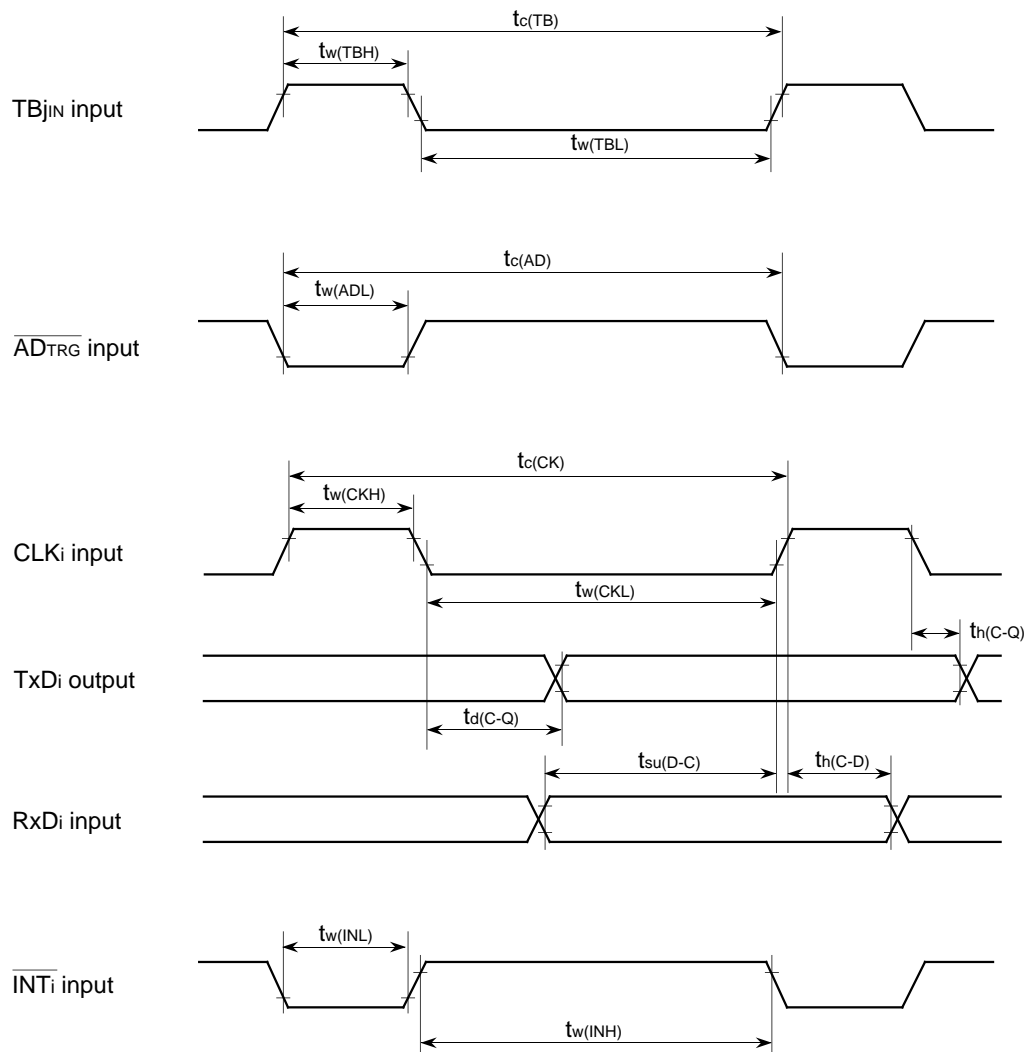 tc(TB)
tw(TBH)
TBjIN input
tw(TBL)
tc(AD)
tw(ADL)
ADTRG input
tc(CK)
tw(CKH)
CLKi input
tw(CKL)
th(C-Q)
TxDi output
td(C-Q)
tsu(D-C)
th(C-D)
RxDi input
tw(INL)
INTi input
tw(INH)